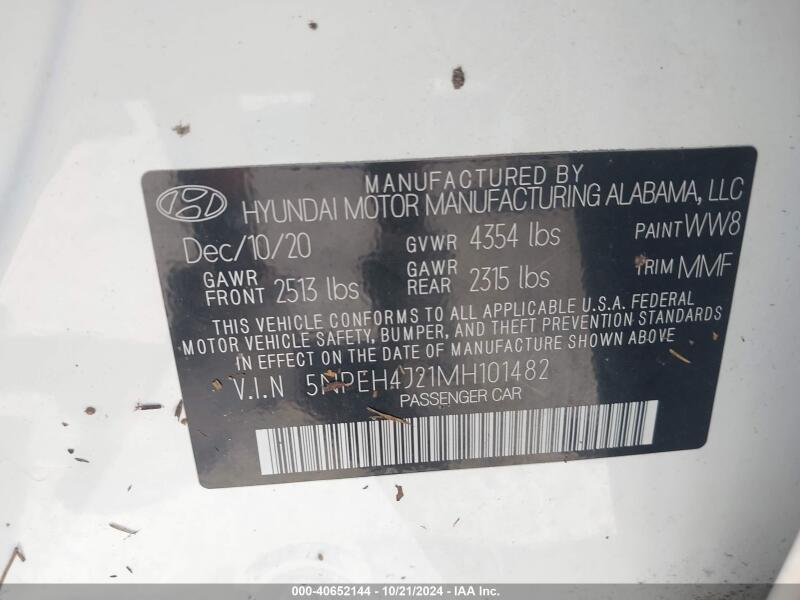 MANUFACTURED BY
HYUNDAI MOTOR MANUFACTURING ALABAMA, LLC
Dec/10/20 GVWR 4354 lbs PAINT WW8
GAWR FRONT 2513 lbs GAWR REAR 2315 lbs TRIM MMF
THIS VEHICLE CONFORMS TO ALL APPLICABLE U.S.A. FEDERAL
MOTOR VEHICLE SAFETY, BUMPER, AND THEFT PREVENTION STANDARDS
IN EFFECT ON THE DATE OF MANUFACTURE SHOWN ABOVE.
V.I.N 5NPEH4J21MH101482
PASSENGER CAR
000-40652144 - 10/21/2024 - IAA Inc.